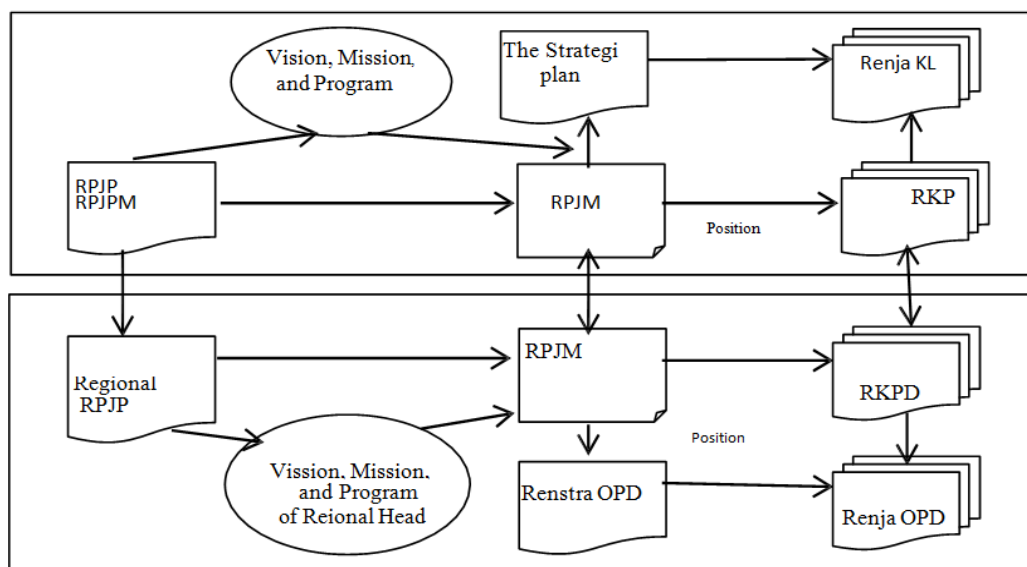 Vision, Mission,
and Program
The Strategi
plan
Renja KL
RPJP
RPJPM
RPJM
RKP
Position
Regional
RPJP
RPJM
RKPD
Position
Vission, Mission,
and Program
of Reional Head
Renstra OPD
Renja OPD